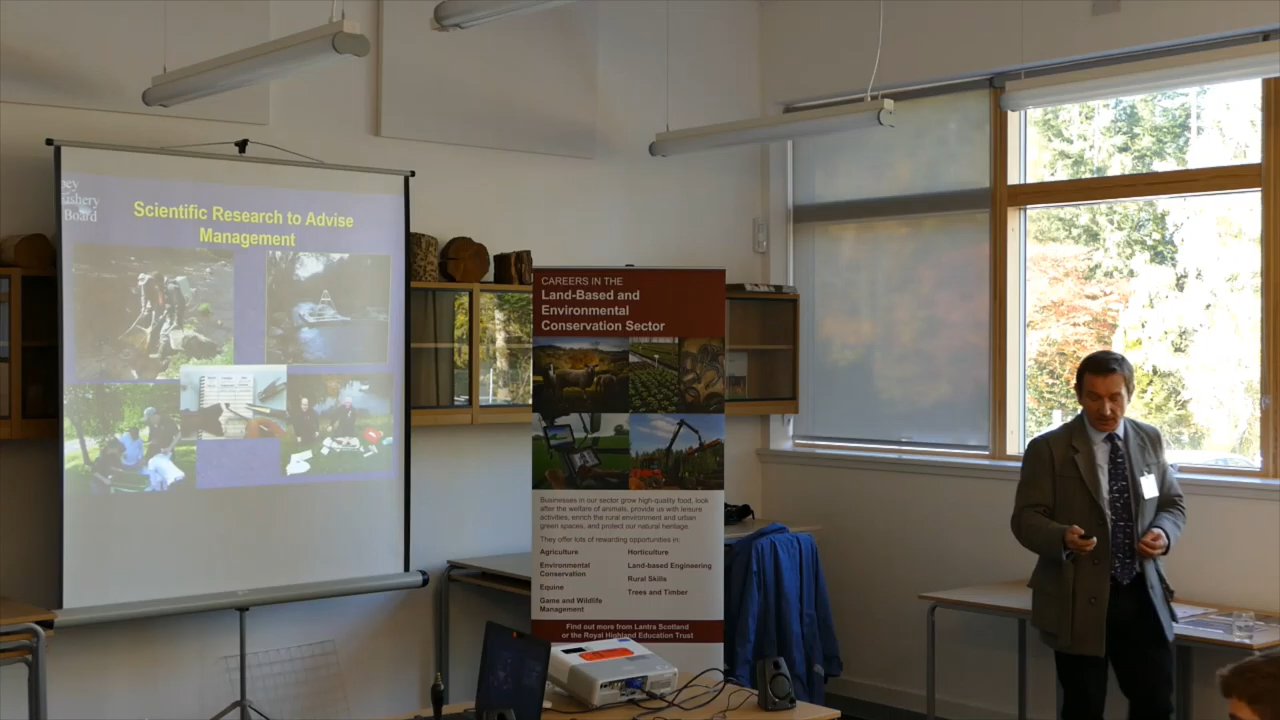 pey
ishery
Board
Scientific Research to Advise
Management
CAREERS IN THE
Land-Based and
Environmental
Conservation Sector
Businesses in our sector grow high-quality food, look
after the welfare of animals, provide us with leisure
activities, enrich the rural environment and urban
green spaces, and protect our natural heritage.
They offer lots of rewarding opportunities in:
Agriculture
Environmental
Conservation
Equine
Game and Wildlife
Management
Horticulture
Land-based Engineering
Rural Skills
Trees and Timber
Find out more from Lantra Scotland
or the Royal Highland Education Trust